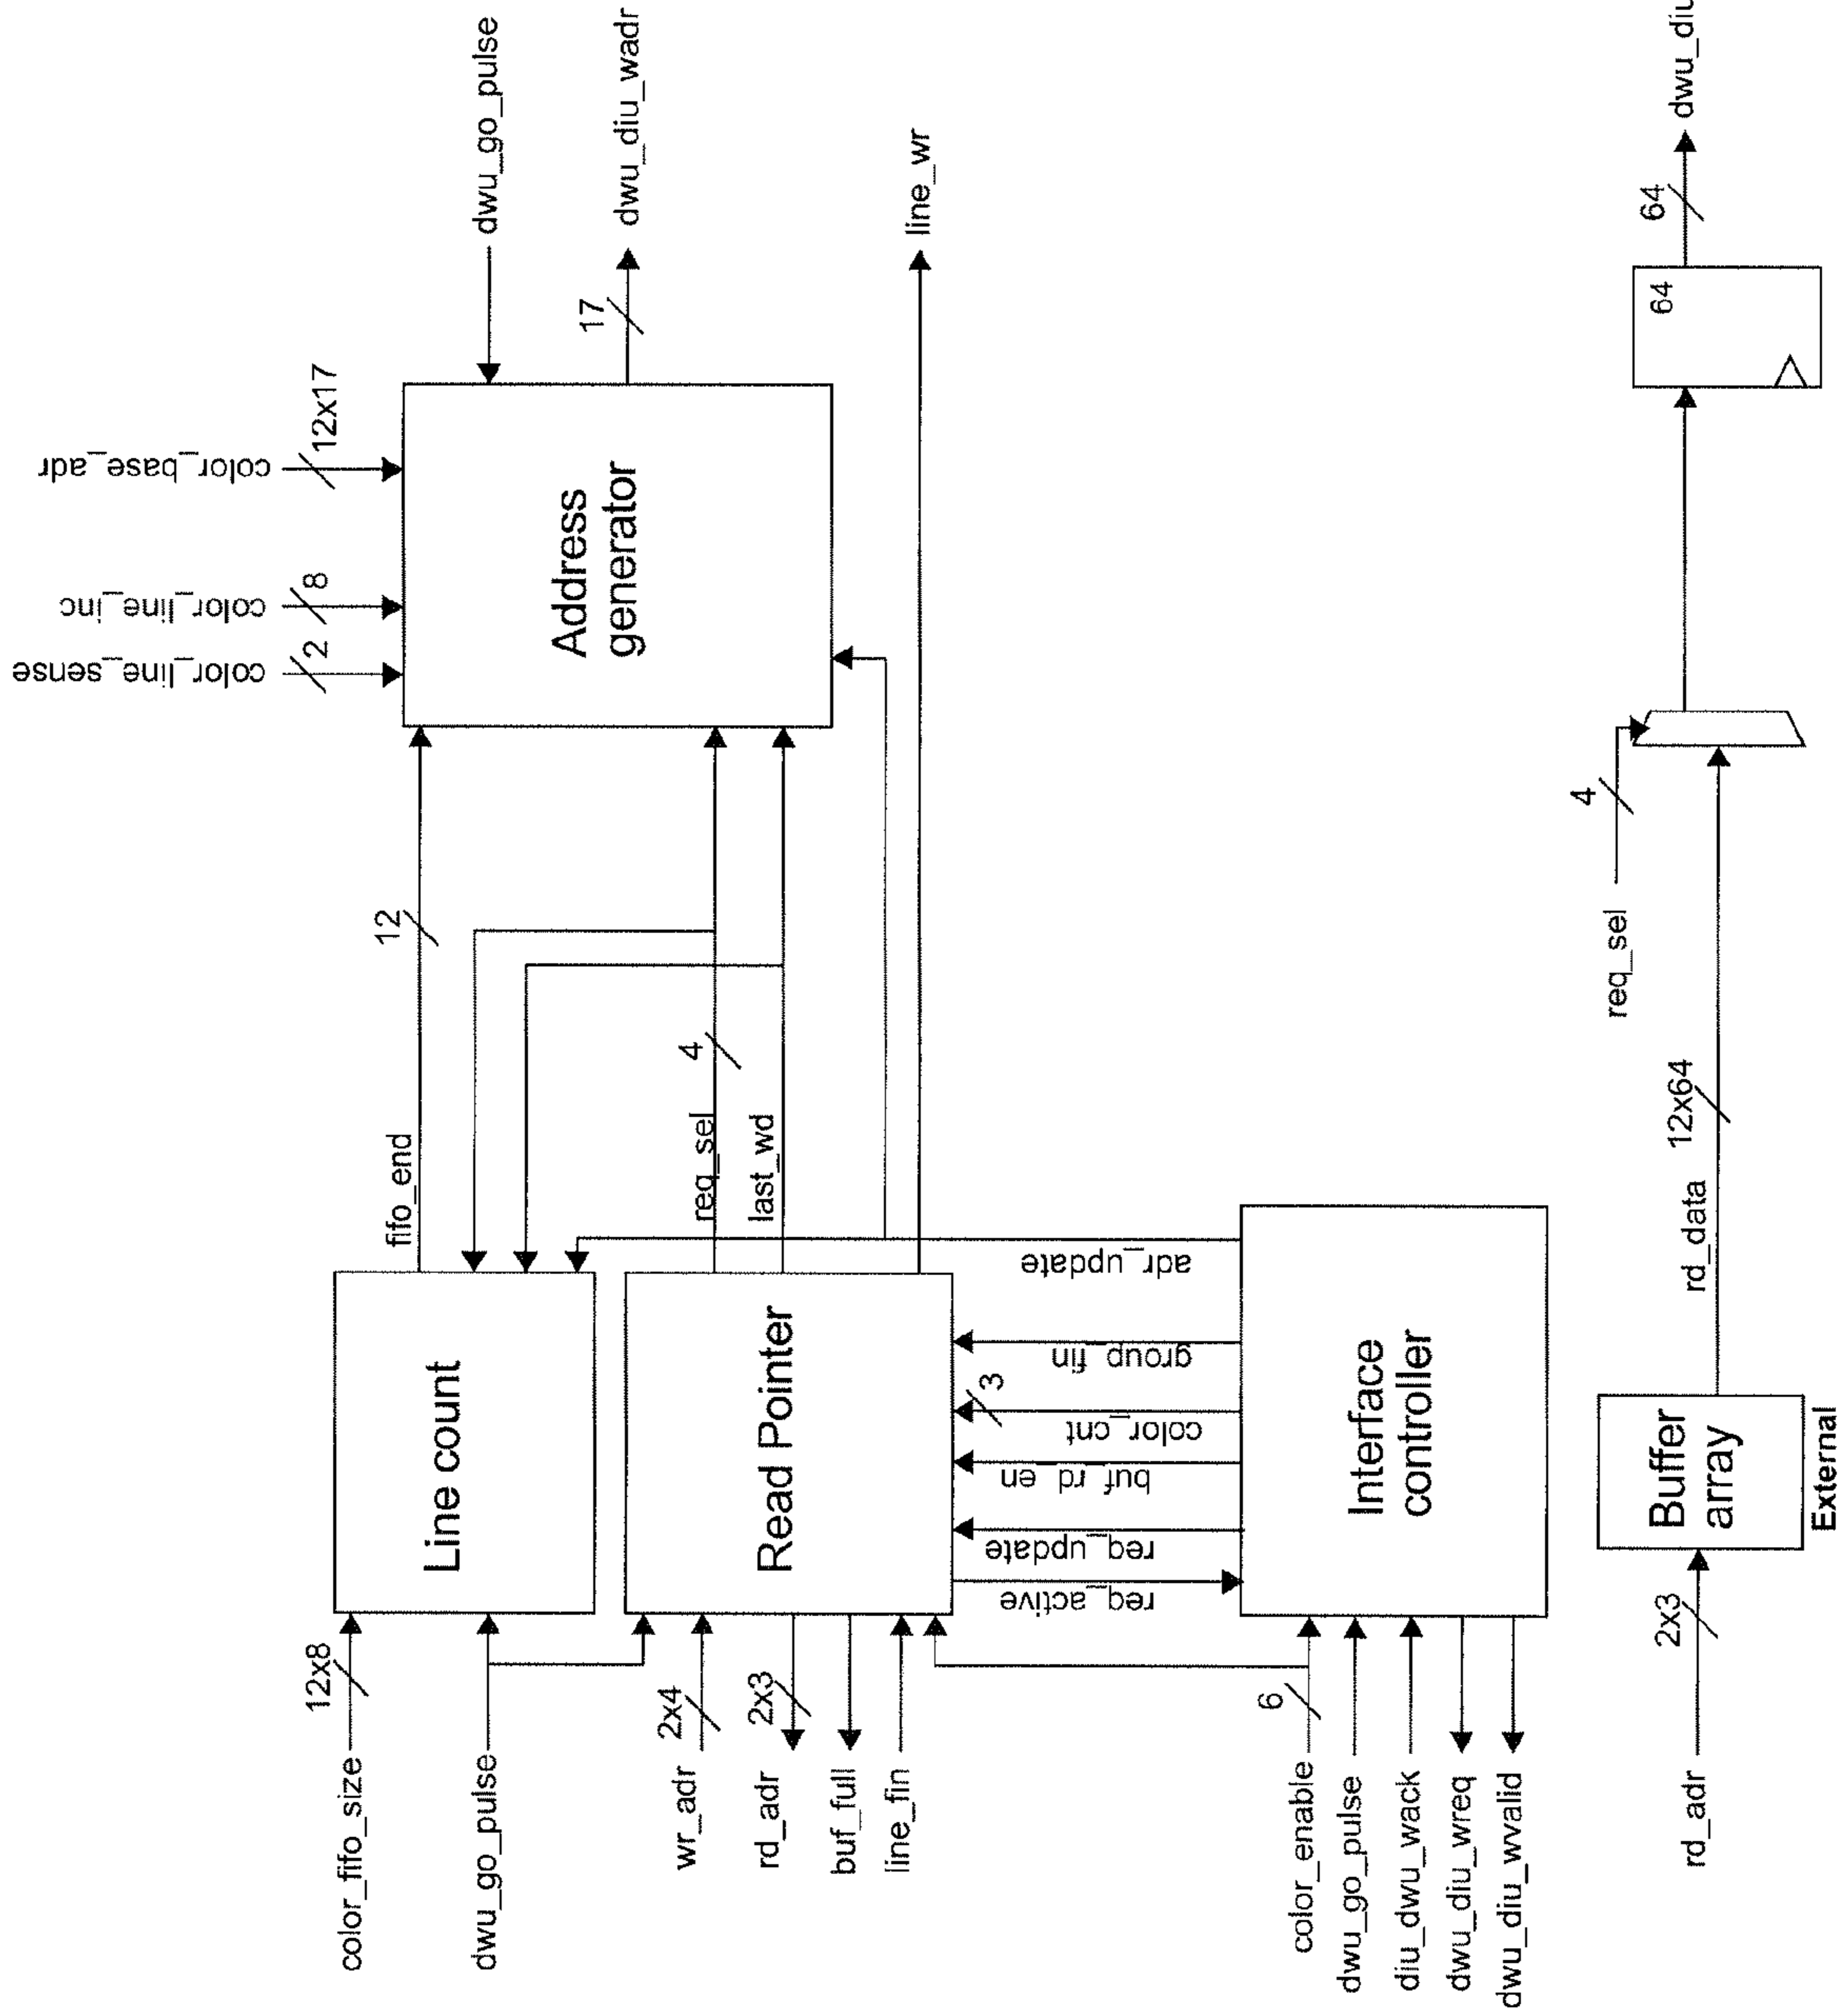 color_line_sense
2
color_line_inc
8
color_base_adr
12x17
dwu_go_pulse
17
dwu_diu_wadr
Address
generator
line_wr
12
fifo_end
4
req_sel
last_wd
color_fifo_size
12x8
dwu_go_pulse
Line count
wr_adr
2x4
rd_adr
2x3
buf_full
line_fin
Read Pointer
req_active
req_update
buf_rd_en
color_cnt
3
group_fin
adr_update
color_enable
6
dwu_go_pulse
diu_dwu_wack
dwu_diu_wreq
dwu_diu_wvalid
Interface
controller
rd_adr
2x3
Buffer
array
External
rd_data
12x64
req_sel
4
64
64
dwu_diu